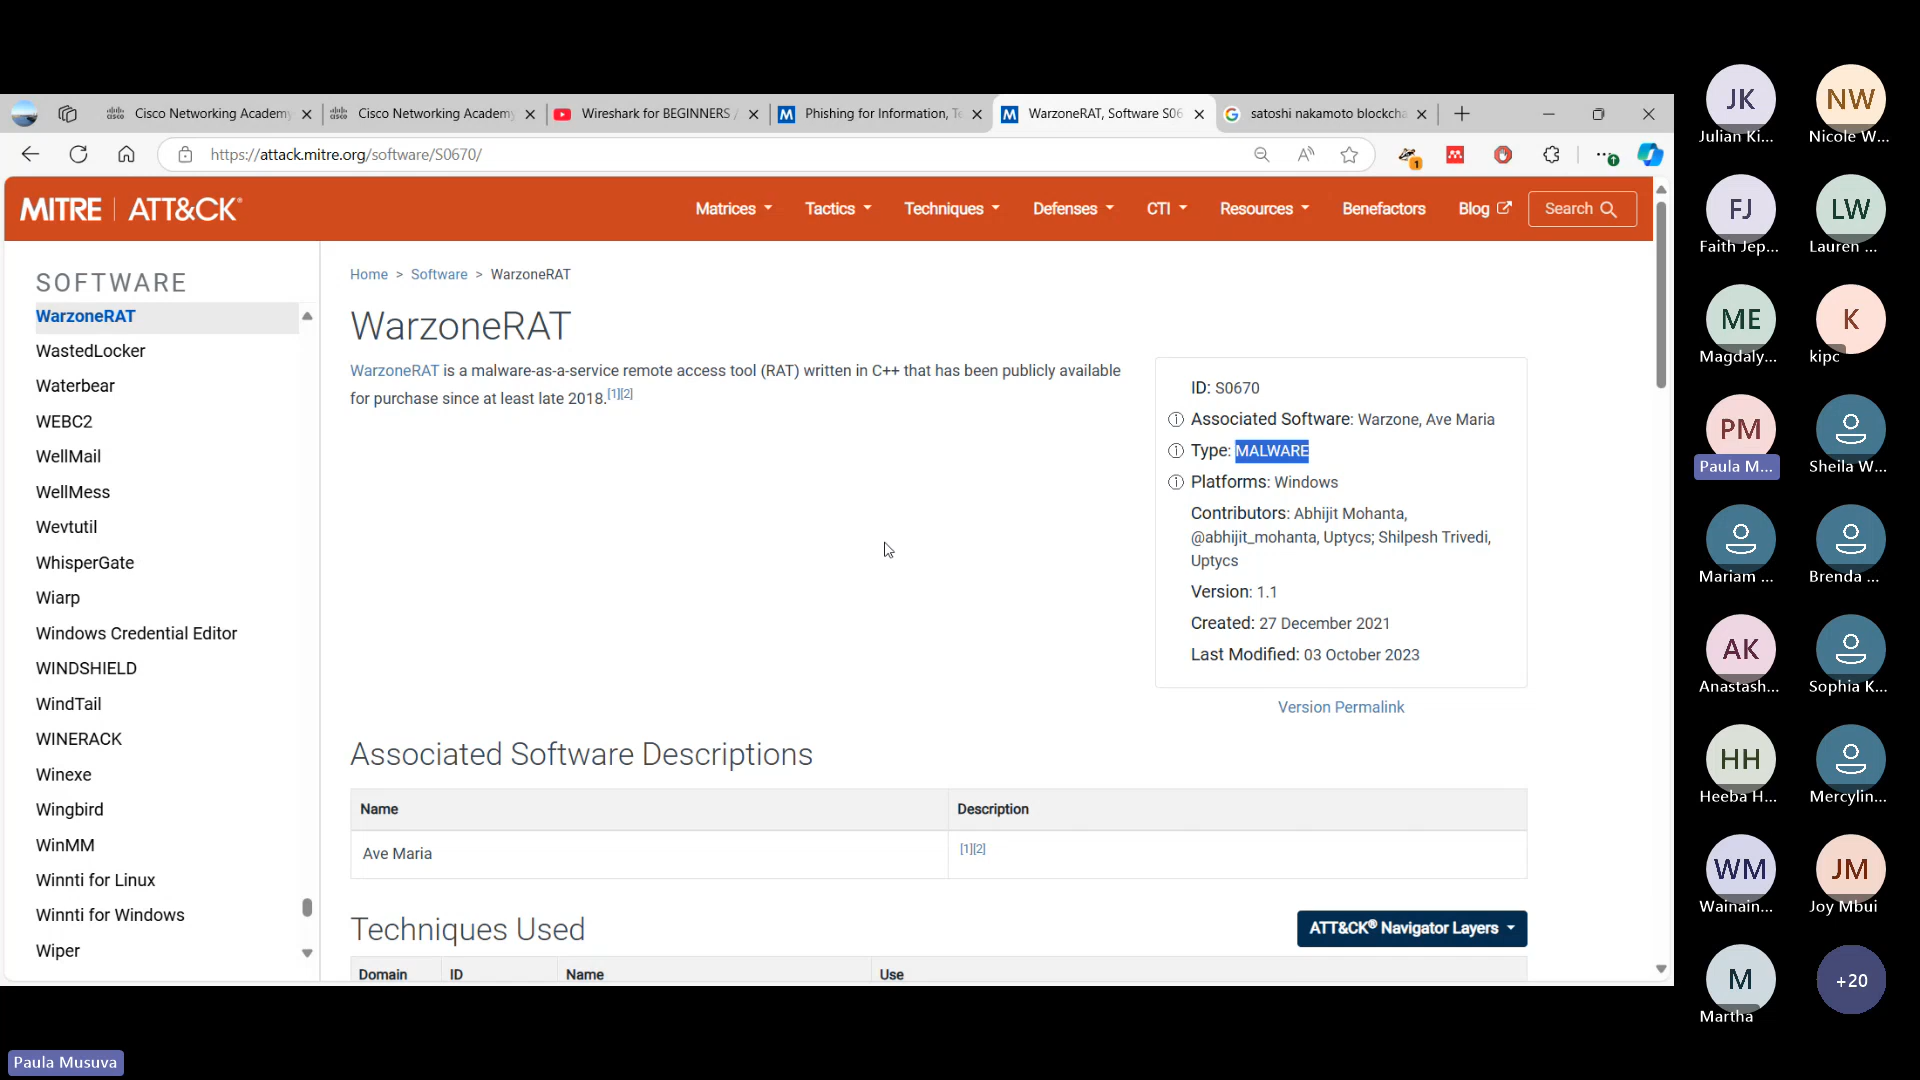 Cisco Networking Academy
Cisco Networking Academy
Wireshark for BEGINNERS /
Phishing for Information, Te
WarzoneRAT, Software S06
satoshi nakamoto blockcha
https://attack.mitre.org/software/S0670/
1
MITRE | ATT&CK®
Matrices
Tactics
Techniques
Defenses
CTI
Resources
Benefactors
Blog
Search
SOFTWARE
WarzoneRAT
WastedLocker
Waterbear
WEBC2
WellMail
WellMess
Wevtutil
WhisperGate
Wiarp
Windows Credential Editor
WINDSHIELD
WindTail
WINERACK
Winexe
Wingbird
WinMM
Winnti for Linux
Winnti for Windows
Wiper
Home > Software > WarzoneRAT
WarzoneRAT
WarzoneRAT is a malware-as-a-service remote access tool (RAT) written in C++ that has been publicly available
for purchase since at least late 2018.[1][2]
ID: S0670
Associated Software: Warzone, Ave Maria
Type: MALWARE
Platforms: Windows
Contributors: Abhijit Mohanta,
@abhijit_mohanta, Uptycs; Shilpesh Trivedi,
Uptycs
Version: 1.1
Created: 27 December 2021
Last Modified: 03 October 2023
Version Permalink
Associated Software Descriptions
Name Description
Ave Maria [1][2]
Techniques Used
ATT&CK® Navigator Layers
Domain ID Name Use
JK
Julian Ki...
NW
Nicole W...
FJ
Faith Jep...
LW
Lauren ...
ME
Magdaly...
K
kipc
PM
Paula M...
Sheila W...
Mariam ...
Brenda ...
AK
Anastash...
Sophia K...
HH
Heeba H...
Mercylin...
WM
Wainain...
JM
Joy Mbui
M
Martha
+20
Paula Musuva